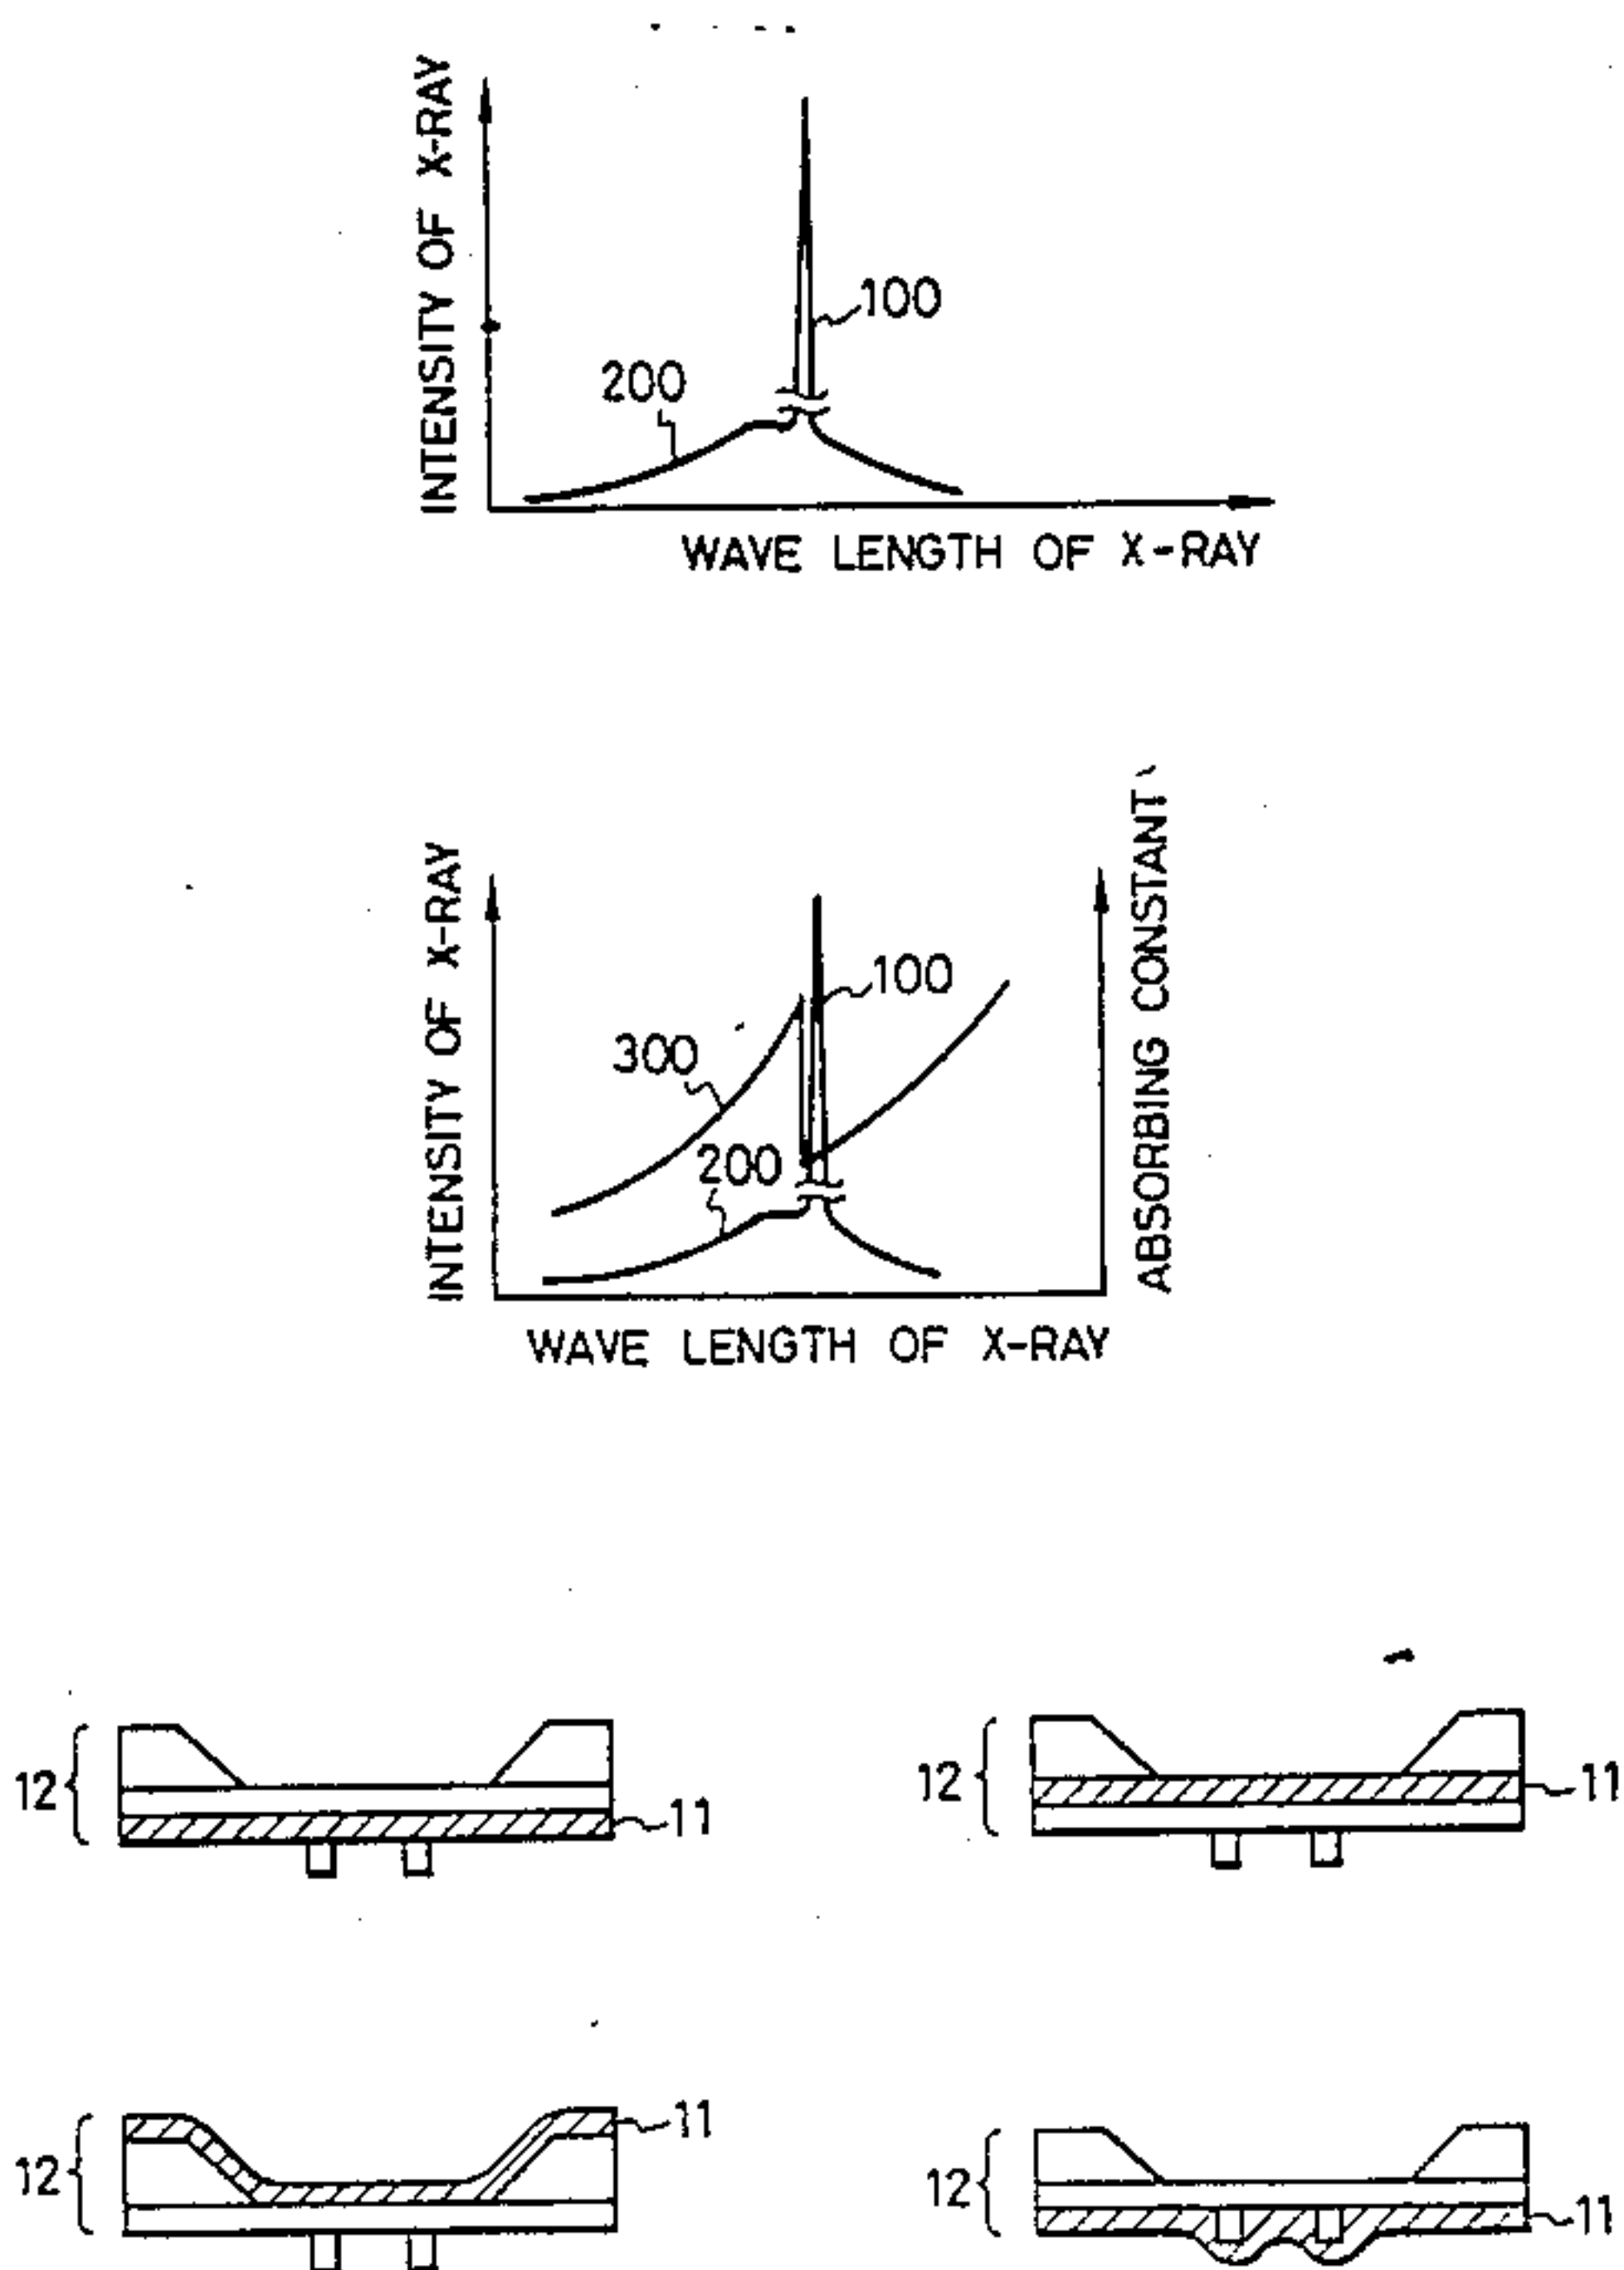 INTENSITY OF X-RAY
100
200
WAVE LENGTH OF X-RAY
INTENSITY OF X-RAY
ABSORBING CONSTANT
100
300
200
WAVE LENGTH OF X-RAY
12
11
12
11
12
11
12
11